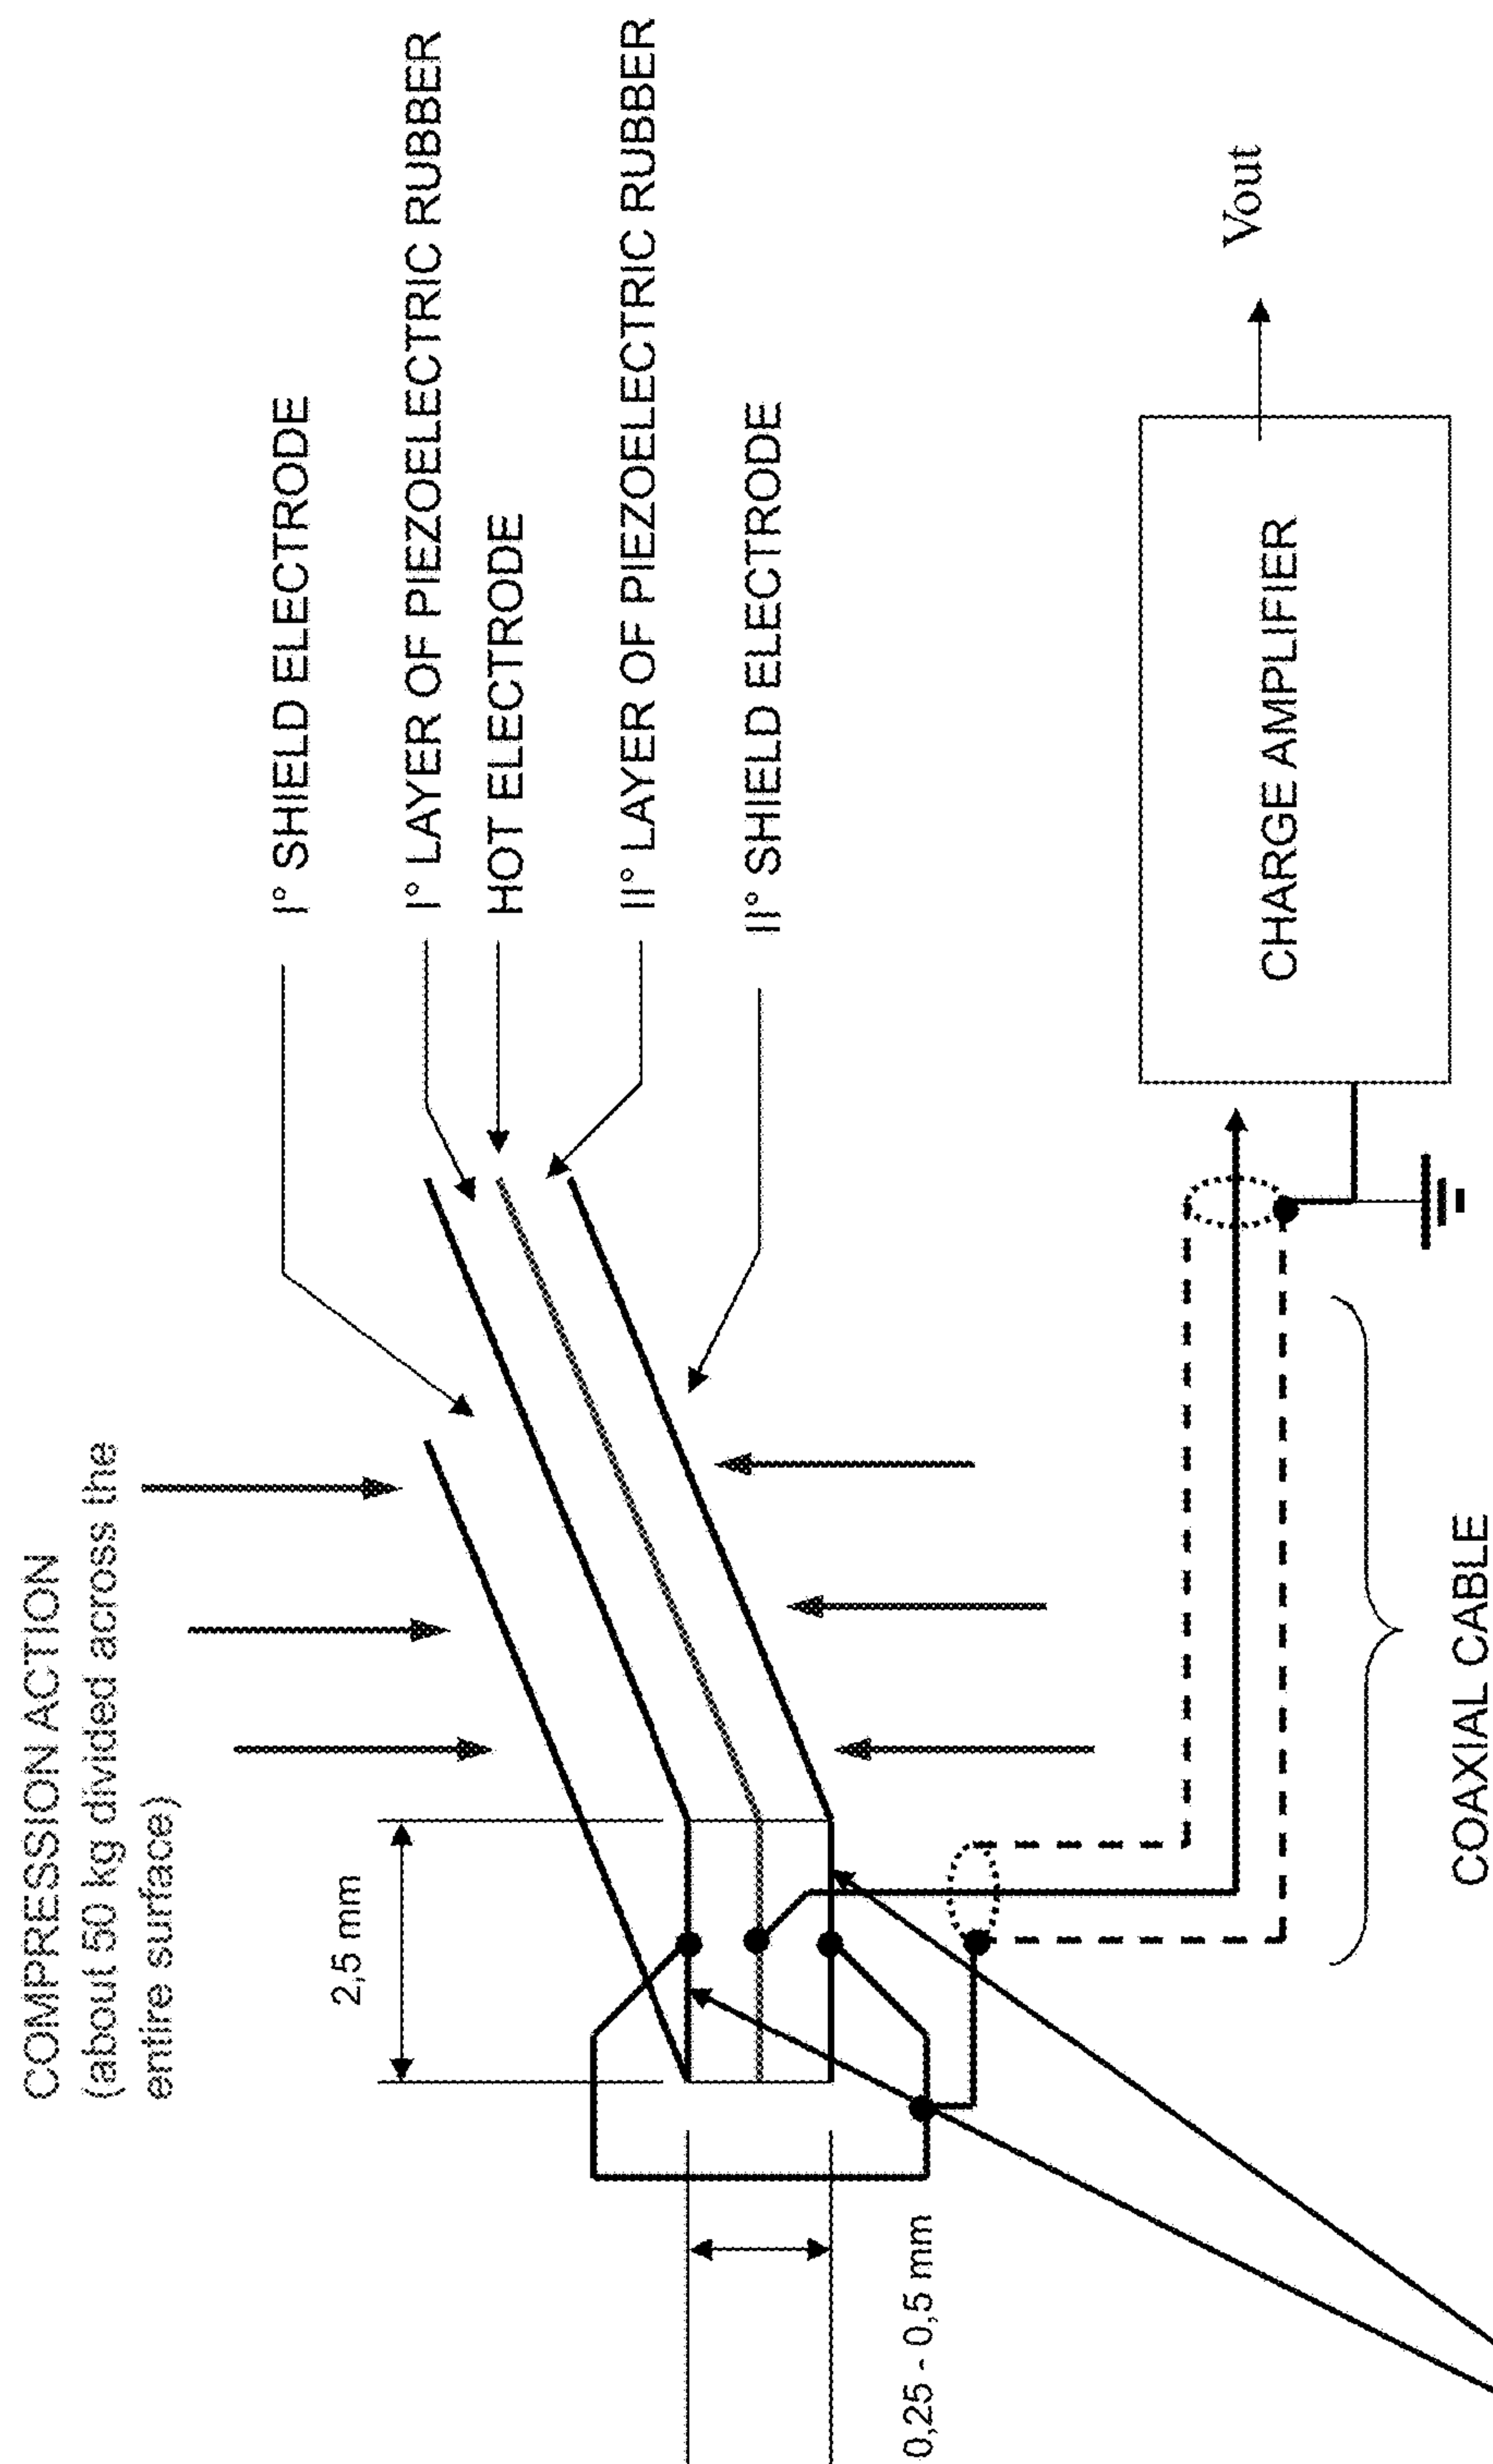 COMPRESSION ACTION
(about 50 kg divided across the
entire surface)
2,5 mm
0,25 - 0,5 mm
I° SHIELD ELECTRODE
I° LAYER OF PIEZOELECTRIC RUBBER
HOT ELECTRODE
II° LAYER OF PIEZOELECTRIC RUBBER
II° SHIELD ELECTRODE
CHARGE AMPLIFIER
Vout
COAXIAL CABLE